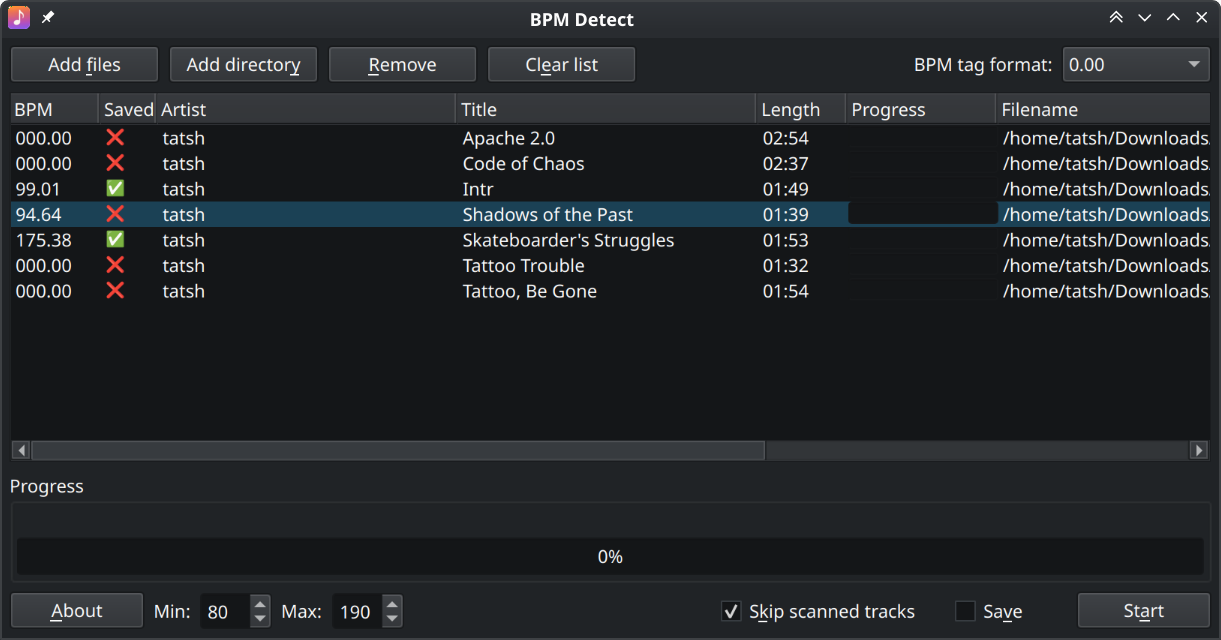 BPM Detect
Add files Add directory Remove Clear list BPM tag format: 0.00
BPM Saved Artist Title Length Progress Filename
000.00 tatsh Apache 2.0 02:54 /home/tatsh/Downloads
000.00 tatsh Code of Chaos 02:37 /home/tatsh/Downloads
99.01 tatsh Intr 01:49 /home/tatsh/Downloads
94.64 tatsh Shadows of the Past 01:39 /home/tatsh/Downloads
175.38 tatsh Skateboarder's Struggles 01:53 /home/tatsh/Downloads
000.00 tatsh Tattoo Trouble 01:32 /home/tatsh/Downloads
000.00 tatsh Tattoo, Be Gone 01:54 /home/tatsh/Downloads
Progress
0%
About Min: 80 Max: 190 Skip scanned tracks Save Start